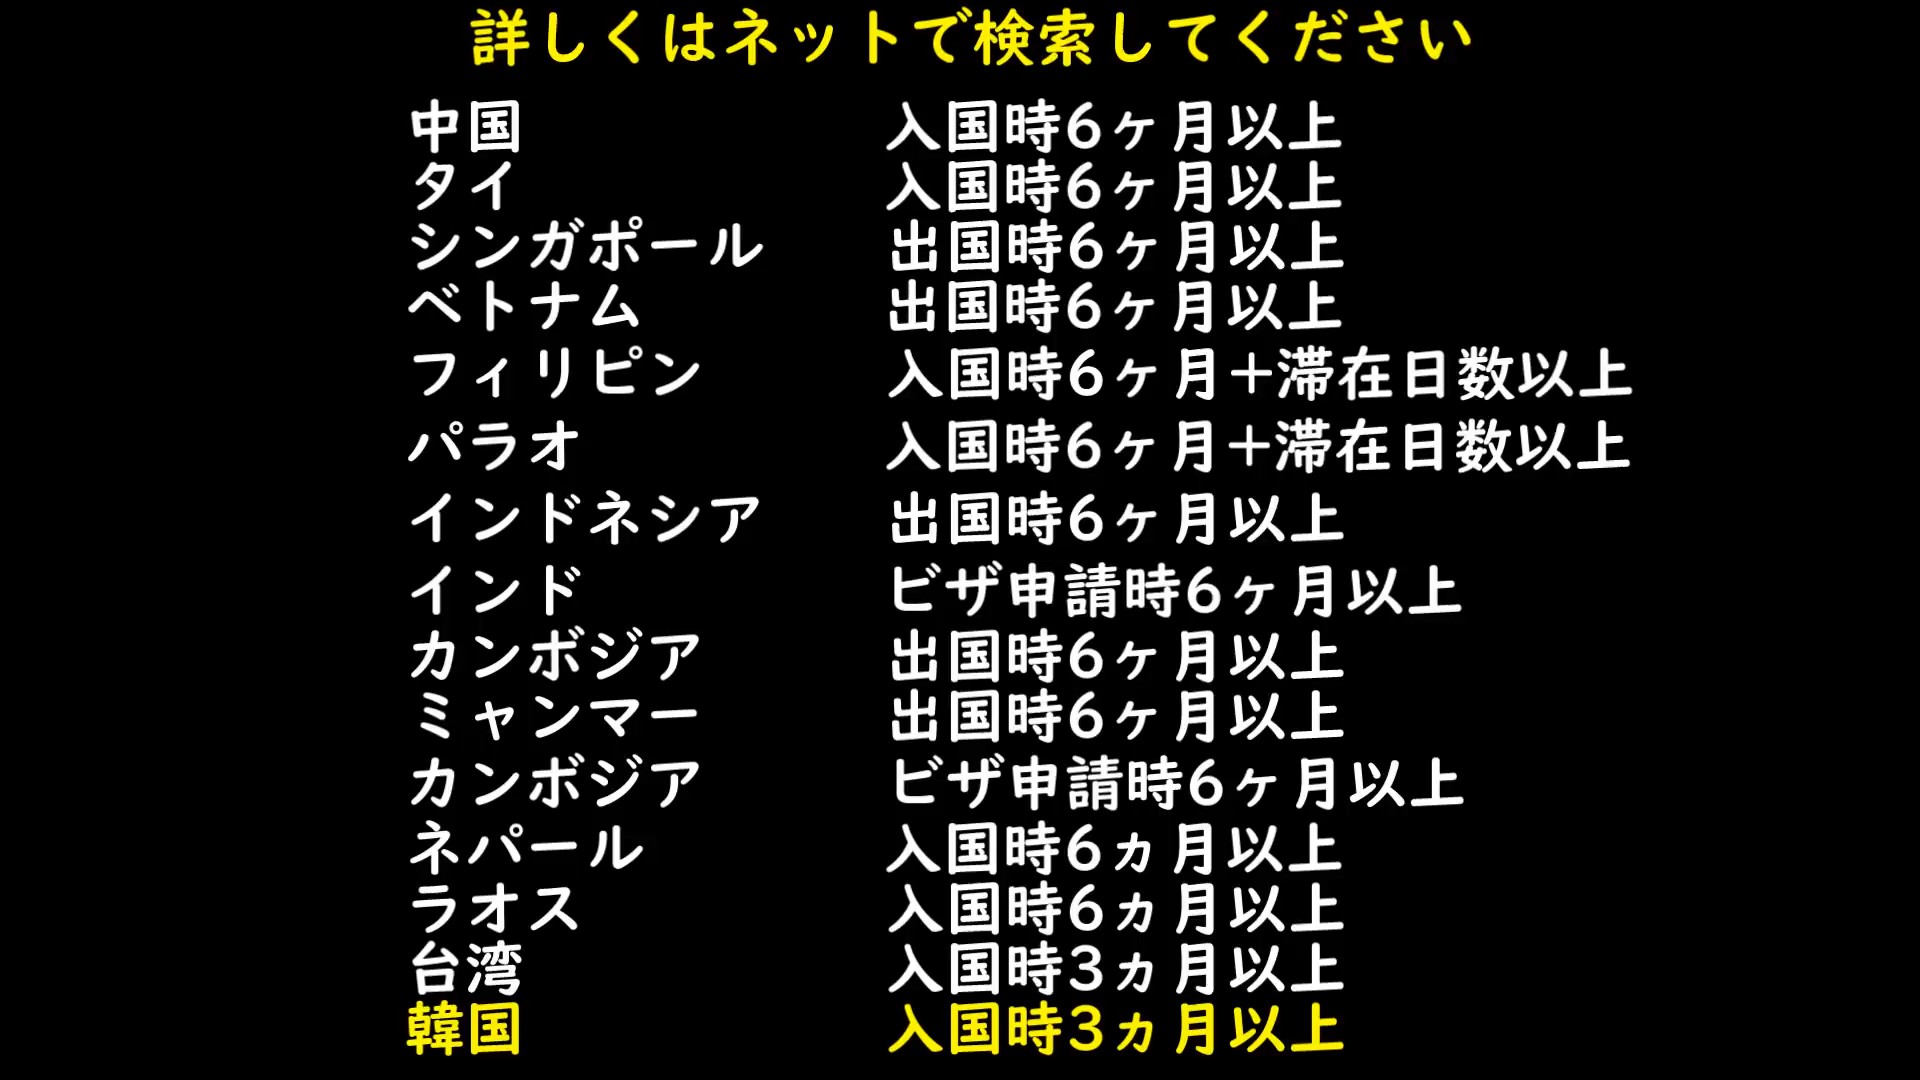 詳しくはネットで検索してください
中国 入国時6ヶ月以上
タイ 入国時6ヶ月以上
シンガポール 出国時6ヶ月以上
ベトナム 出国時6ヶ月以上
フィリピン 入国時6ヶ月+滞在日数以上
パラオ 入国時6ヶ月+滞在日数以上
インドネシア 出国時6ヶ月以上
インド ビザ申請時6ヶ月以上
カンボジア 出国時6ヶ月以上
ミャンマー 出国時6ヶ月以上
カンボジア ビザ申請時6ヶ月以上
ネパール 入国時6ヵ月以上
ラオス 入国時6ヵ月以上
台湾 入国時3ヵ月以上
韓国 入国時3ヵ月以上